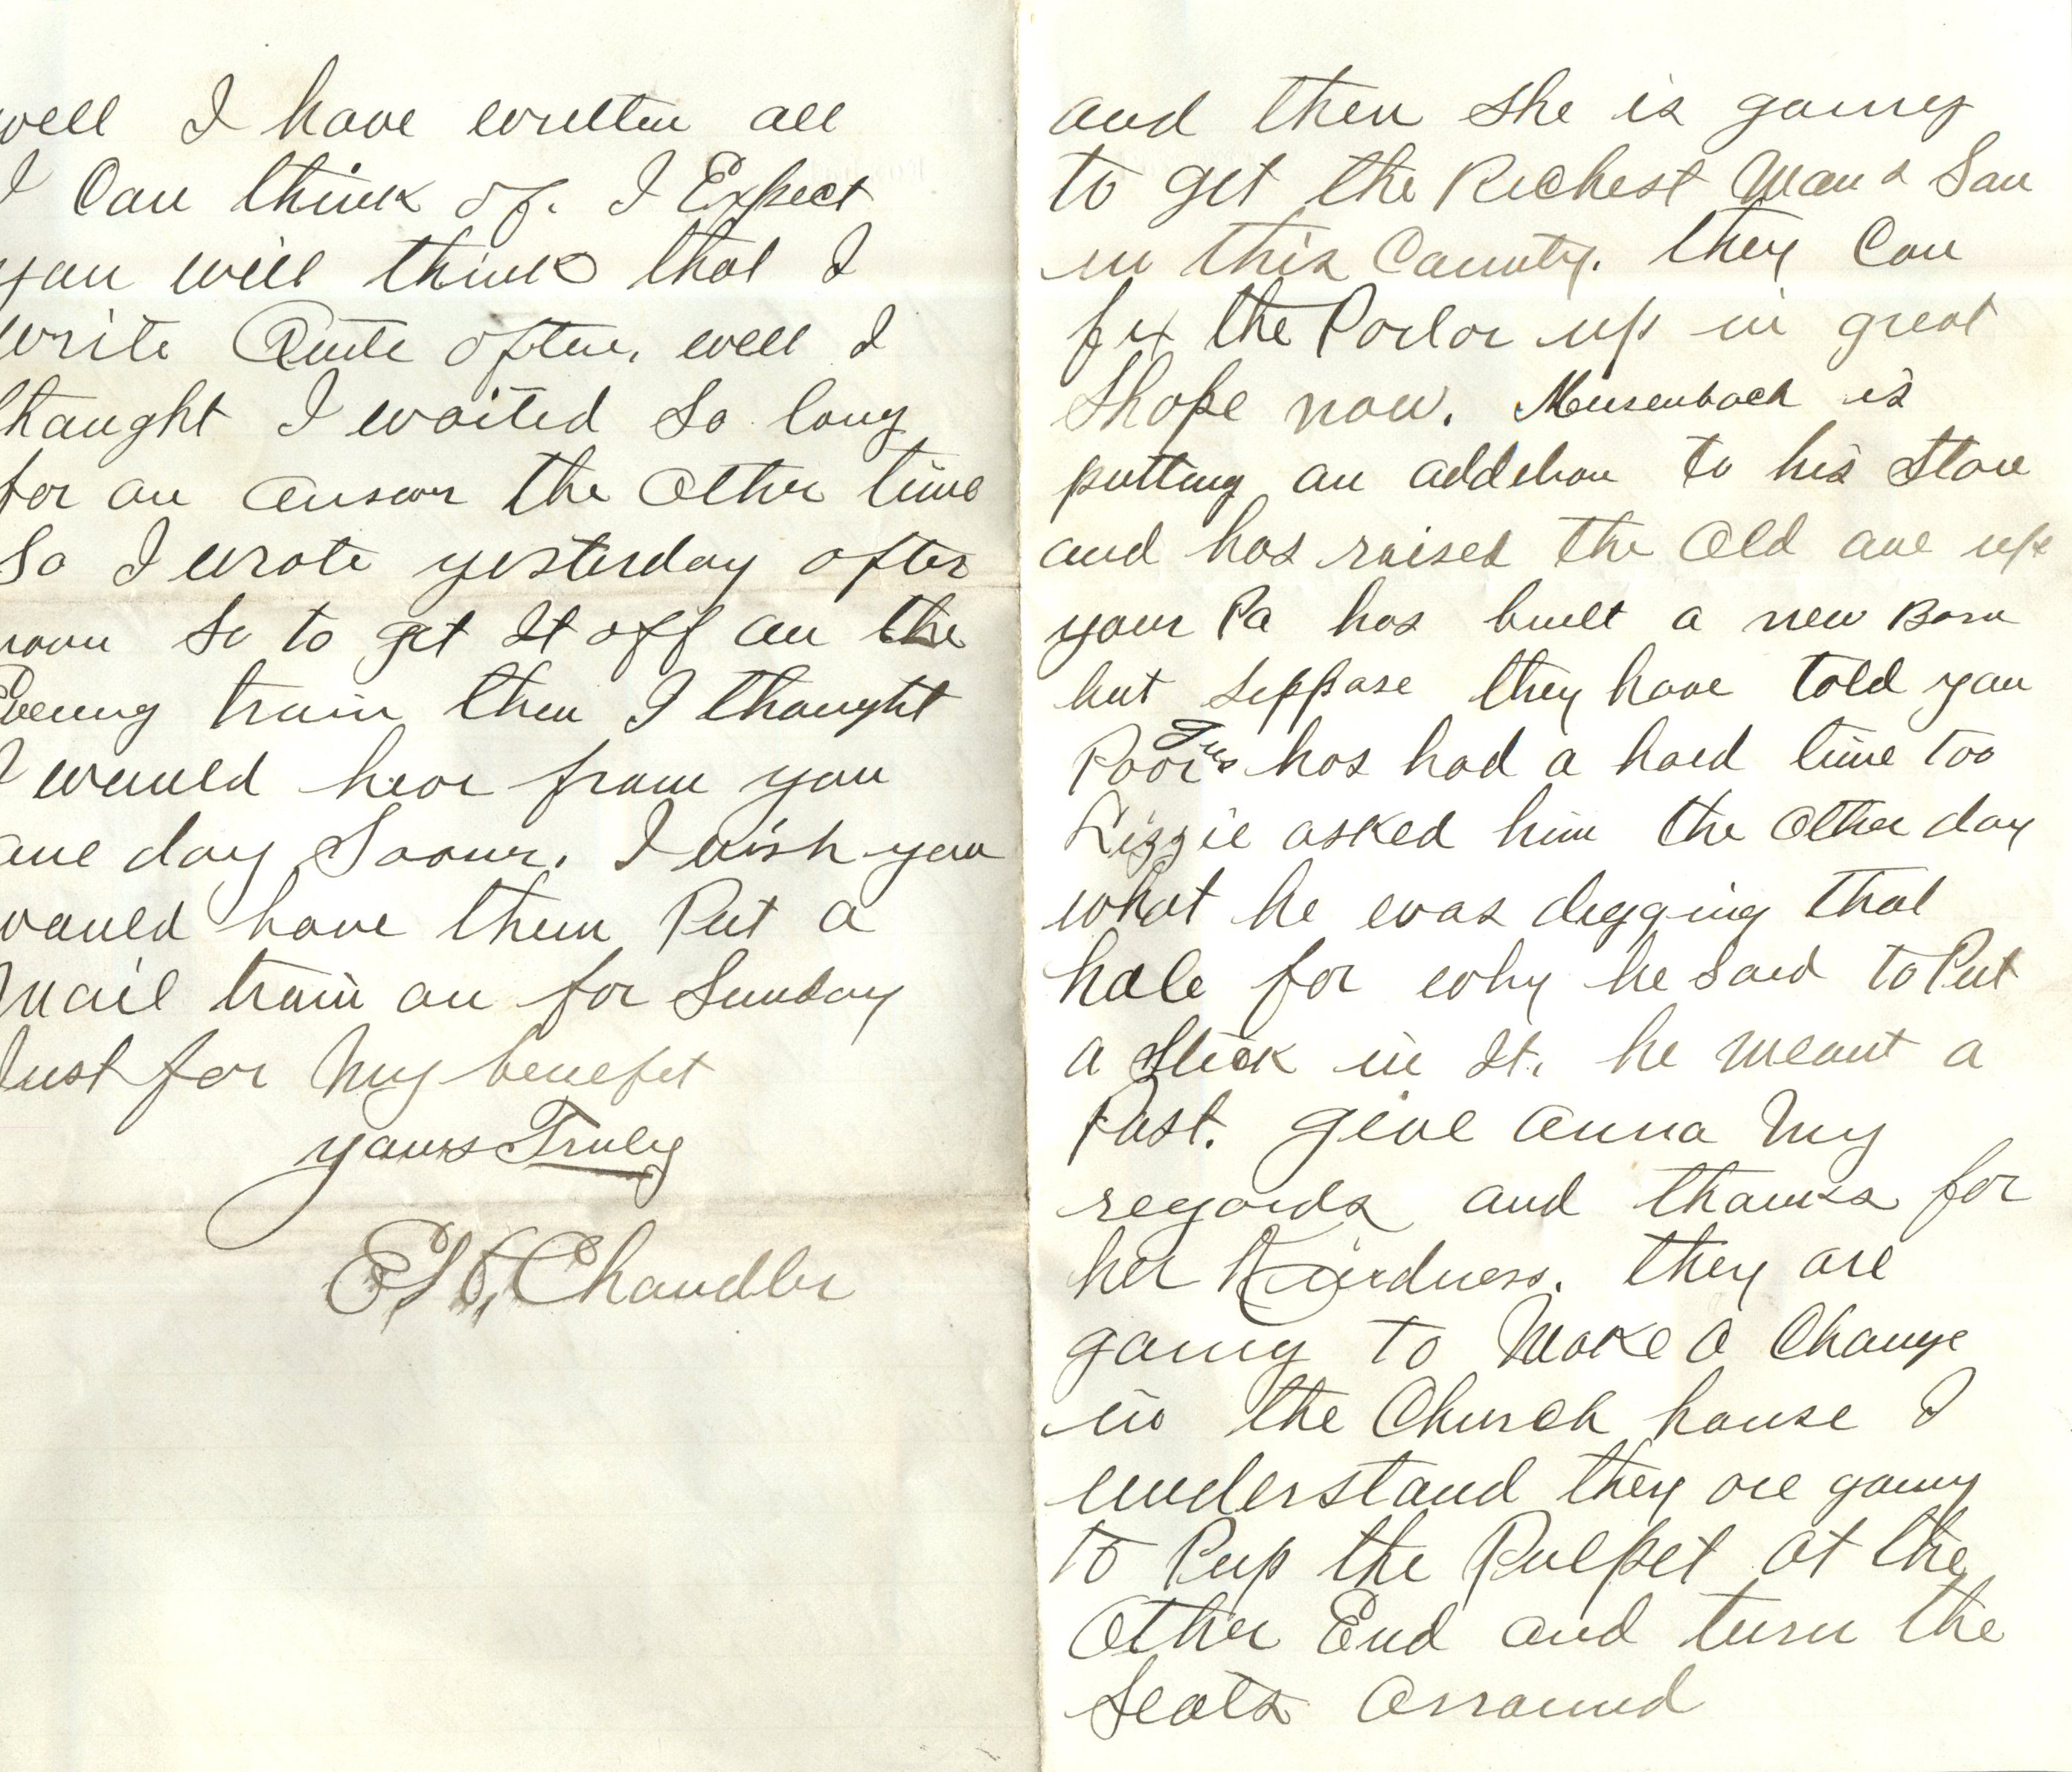 well I have written all
I Can think of. I Expect
you will think that I
write Quite often. well I
thought I waited So long
for an answer the other time
So I wrote yesterday after
noon So to get It off on the
Evening train then I thought
I would hear from you
one day Sooner. I wish you
would have them Put a
Mail train on for Sunday
Just for My benefit
yours Truly
Chandler
and then She is going
to get the Richest Man s Son
in this County. they Can
fix the Parlor up in great
Shape now. Meusenbach is
putting an addition to his Store
and has raised the old one up
your Pa has built a new Barn
but suppose they have told you
Poor Gus has had a hard time too
Lizzie asked him the other day
what he was digging that
hole for why he Said to Put
a Stick in It. he meant a
Post. give Anna My
regards and thanks for
her Kindness. they are
going to Make a Change
in the Church house I
understand they are going
to Pup the Pulpet at the
other End and turn the
Seats Arround